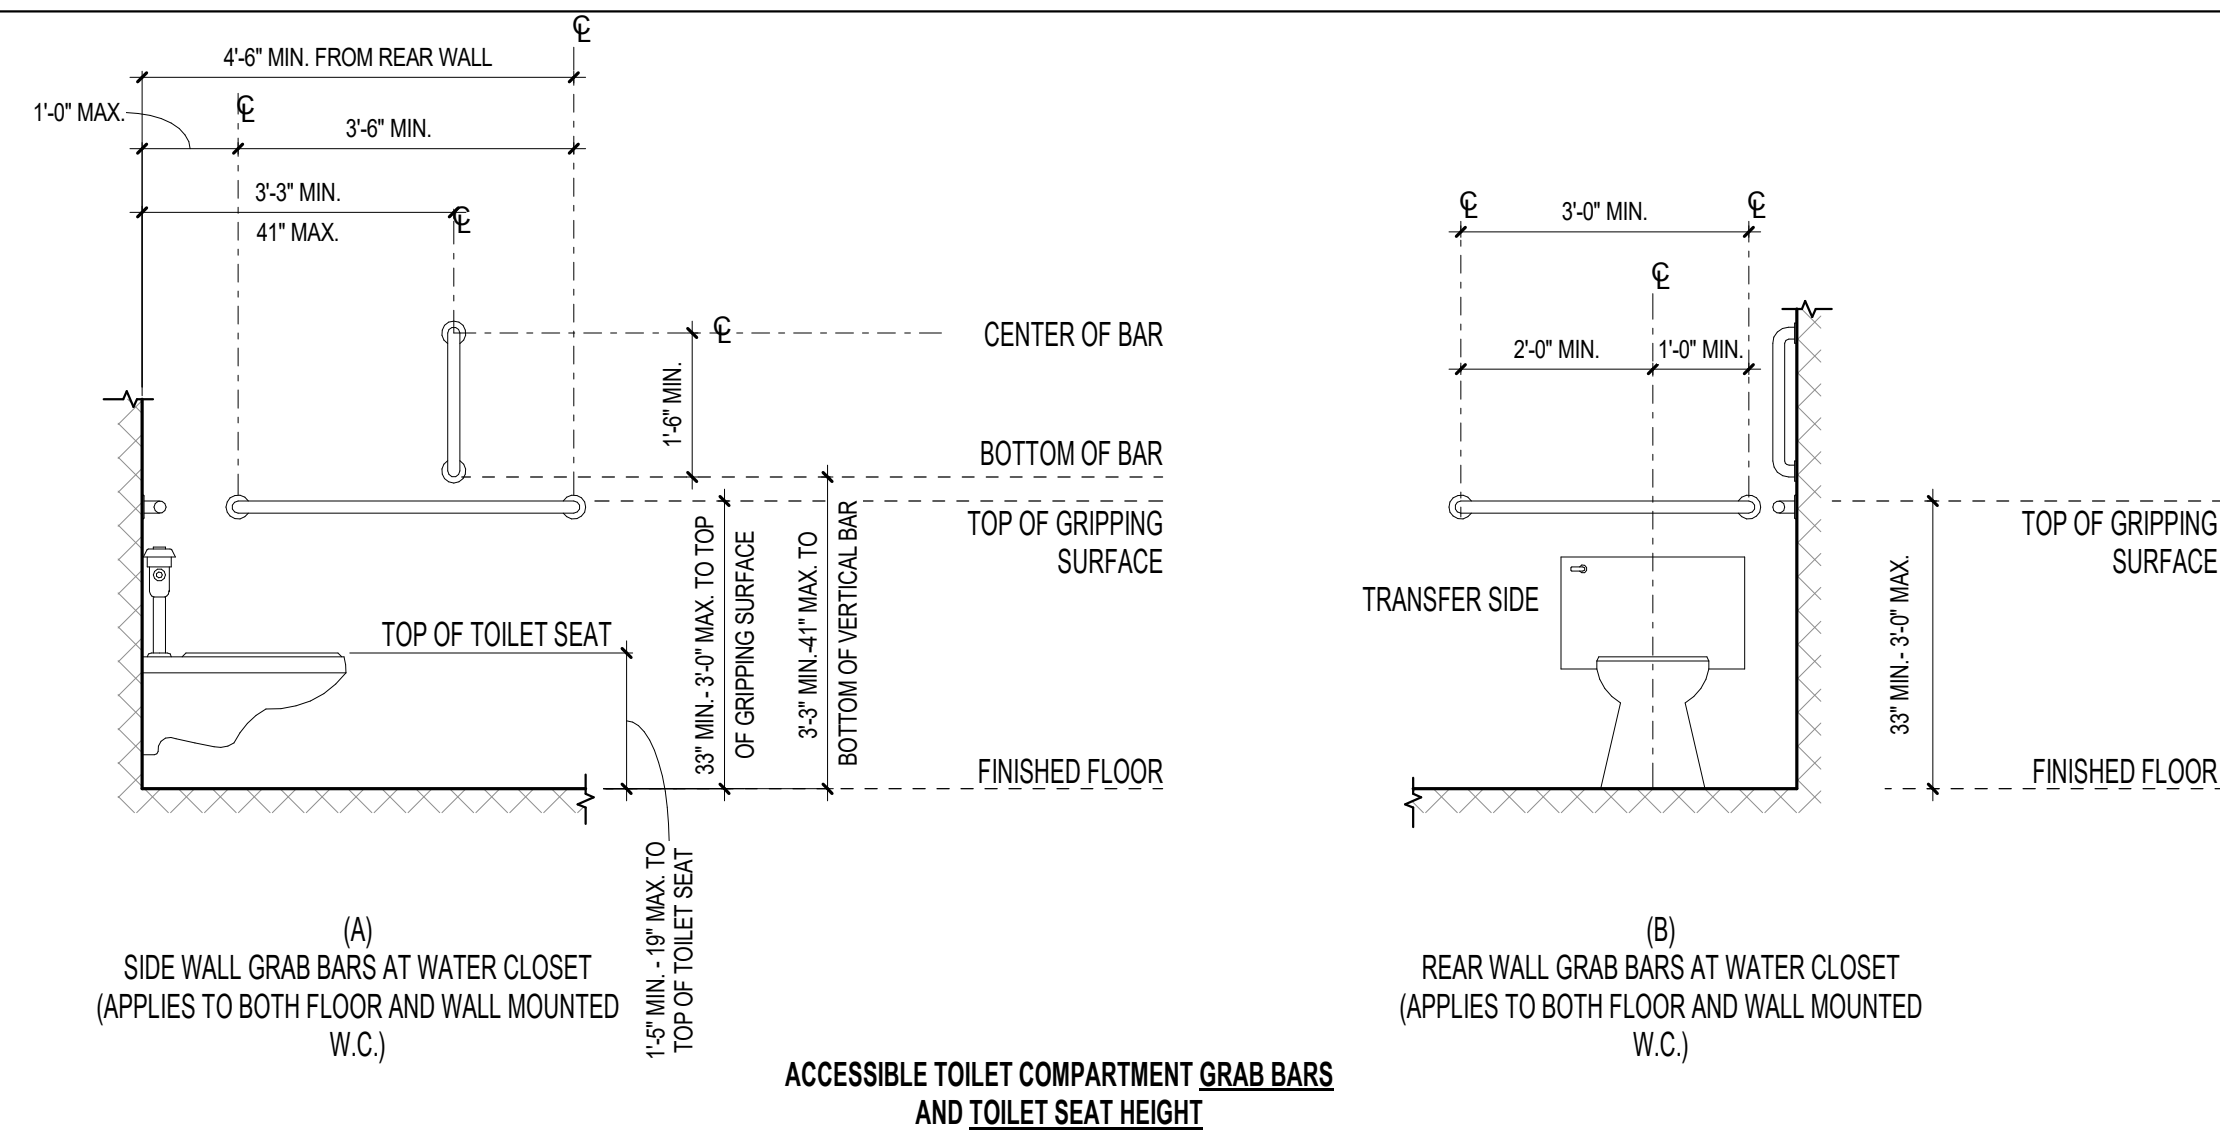 ℄
4'-6" MIN. FROM REAR WALL
1'-0" MAX.
℄
3'-6" MIN.
3'-3" MIN.
41" MAX.
℄
℄
CENTER OF BAR
1'-6" MIN.
BOTTOM OF BAR
TOP OF GRIPPING
SURFACE
33" MIN.- 3'-0" MAX. TO TOP
OF GRIPPING SURFACE
3'-3" MIN.-41" MAX. TO
BOTTOM OF VERTICAL BAR
TOP OF TOILET SEAT
FINISHED FLOOR
1'-5" MIN. - 19" MAX. TO
TOP OF TOILET SEAT
(A)
SIDE WALL GRAB BARS AT WATER CLOSET
(APPLIES TO BOTH FLOOR AND WALL MOUNTED
W.C.)
℄
3'-0" MIN.
℄
℄
2'-0" MIN.
1'-0" MIN.
TOP OF GRIPPING
SURFACE
TRANSFER SIDE
33" MIN.- 3'-0" MAX.
FINISHED FLOOR
(B)
REAR WALL GRAB BARS AT WATER CLOSET
(APPLIES TO BOTH FLOOR AND WALL MOUNTED
W.C.)
ACCESSIBLE TOILET COMPARTMENT GRAB BARS
AND TOILET SEAT HEIGHT